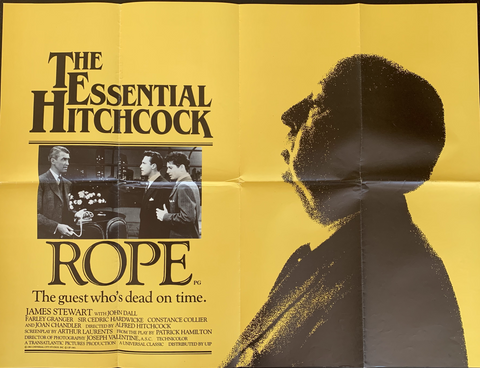 THE
ESSENTIAL
HITCHCOCK
ROPE PG
The guest who's dead on time.
JAMES STEWART WITH JOHN DALL
FARLEY GRANGER SIR CEDRIC HARDWICKE CONSTANCE COLLIER
AND JOAN CHANDLER DIRECTED BY ALFRED HITCHCOCK
SCREENPLAY BY ARTHUR LAURENTS FROM THE PLAY BY PATRICK HAMILTON
DIRECTOR OF PHOTOGRAPHY JOSEPH VALENTINE, A.S.C. TECHNICOLOR
A TRANSATLANTIC PICTURES PRODUCTION A UNIVERSAL CLASSIC DISTRIBUTED BY UIP